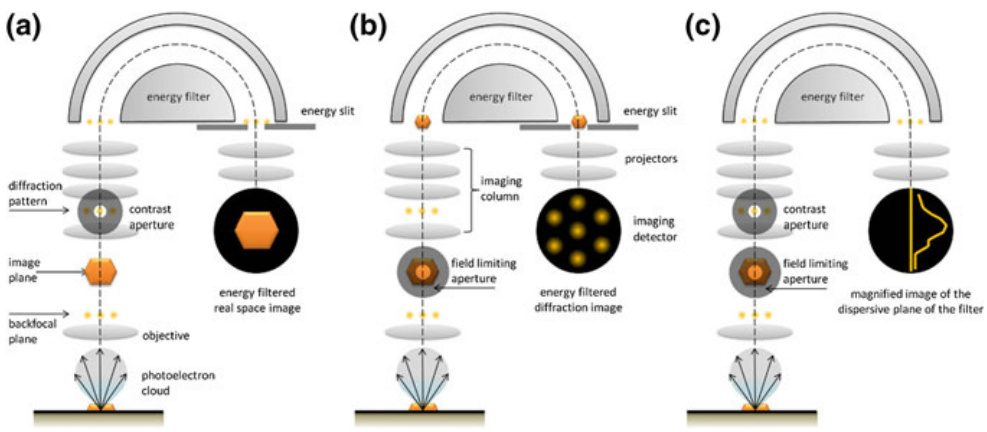 (a)
energy filter
energy slit
diffraction
pattern
contrast
aperture
image
plane
backfocal
plane
objective
photoelectron
cloud
energy filtered
real space image
(b)
energy filter
energy slit
projectors
imaging
column
imaging
detector
field limiting
aperture
energy filtered
diffraction image
(c)
energy filter
contrast
aperture
field limiting
aperture
magnified image of the
dispersive plane of the filter